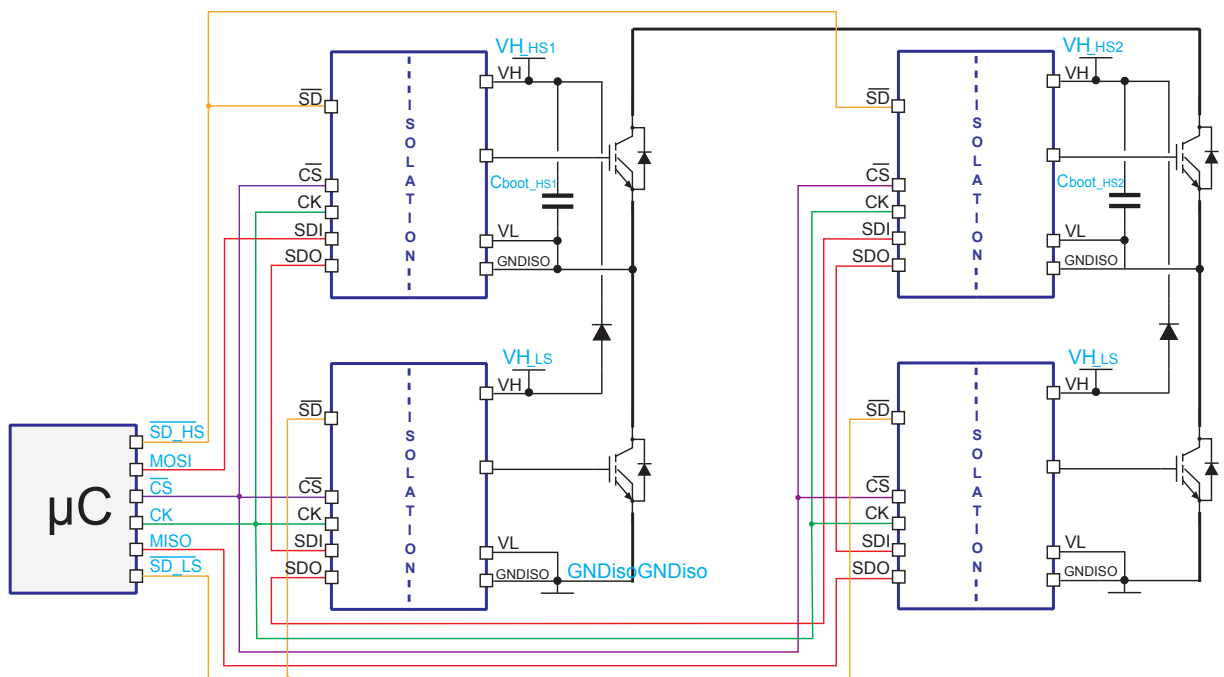 VH_HS1
VH
SD
ISOLATION
CS
Cboot_HS1
CK
SDI
VL
SDO
GNDISO
VH_HS2
VH
SD
ISOLATION
CS
Cboot_HS2
CK
SDI
VL
SDO
GNDISO
VH_LS
VH
SD
ISOLATION
CS
CK
SDI
VL
SDO
GNDISO
GNDisoGNDiso
VH_LS
VH
SD
ISOLATION
CS
CK
SDI
VL
SDO
GNDISO
µC
SD_HS
MOSI
CS
CK
MISO
SD_LS